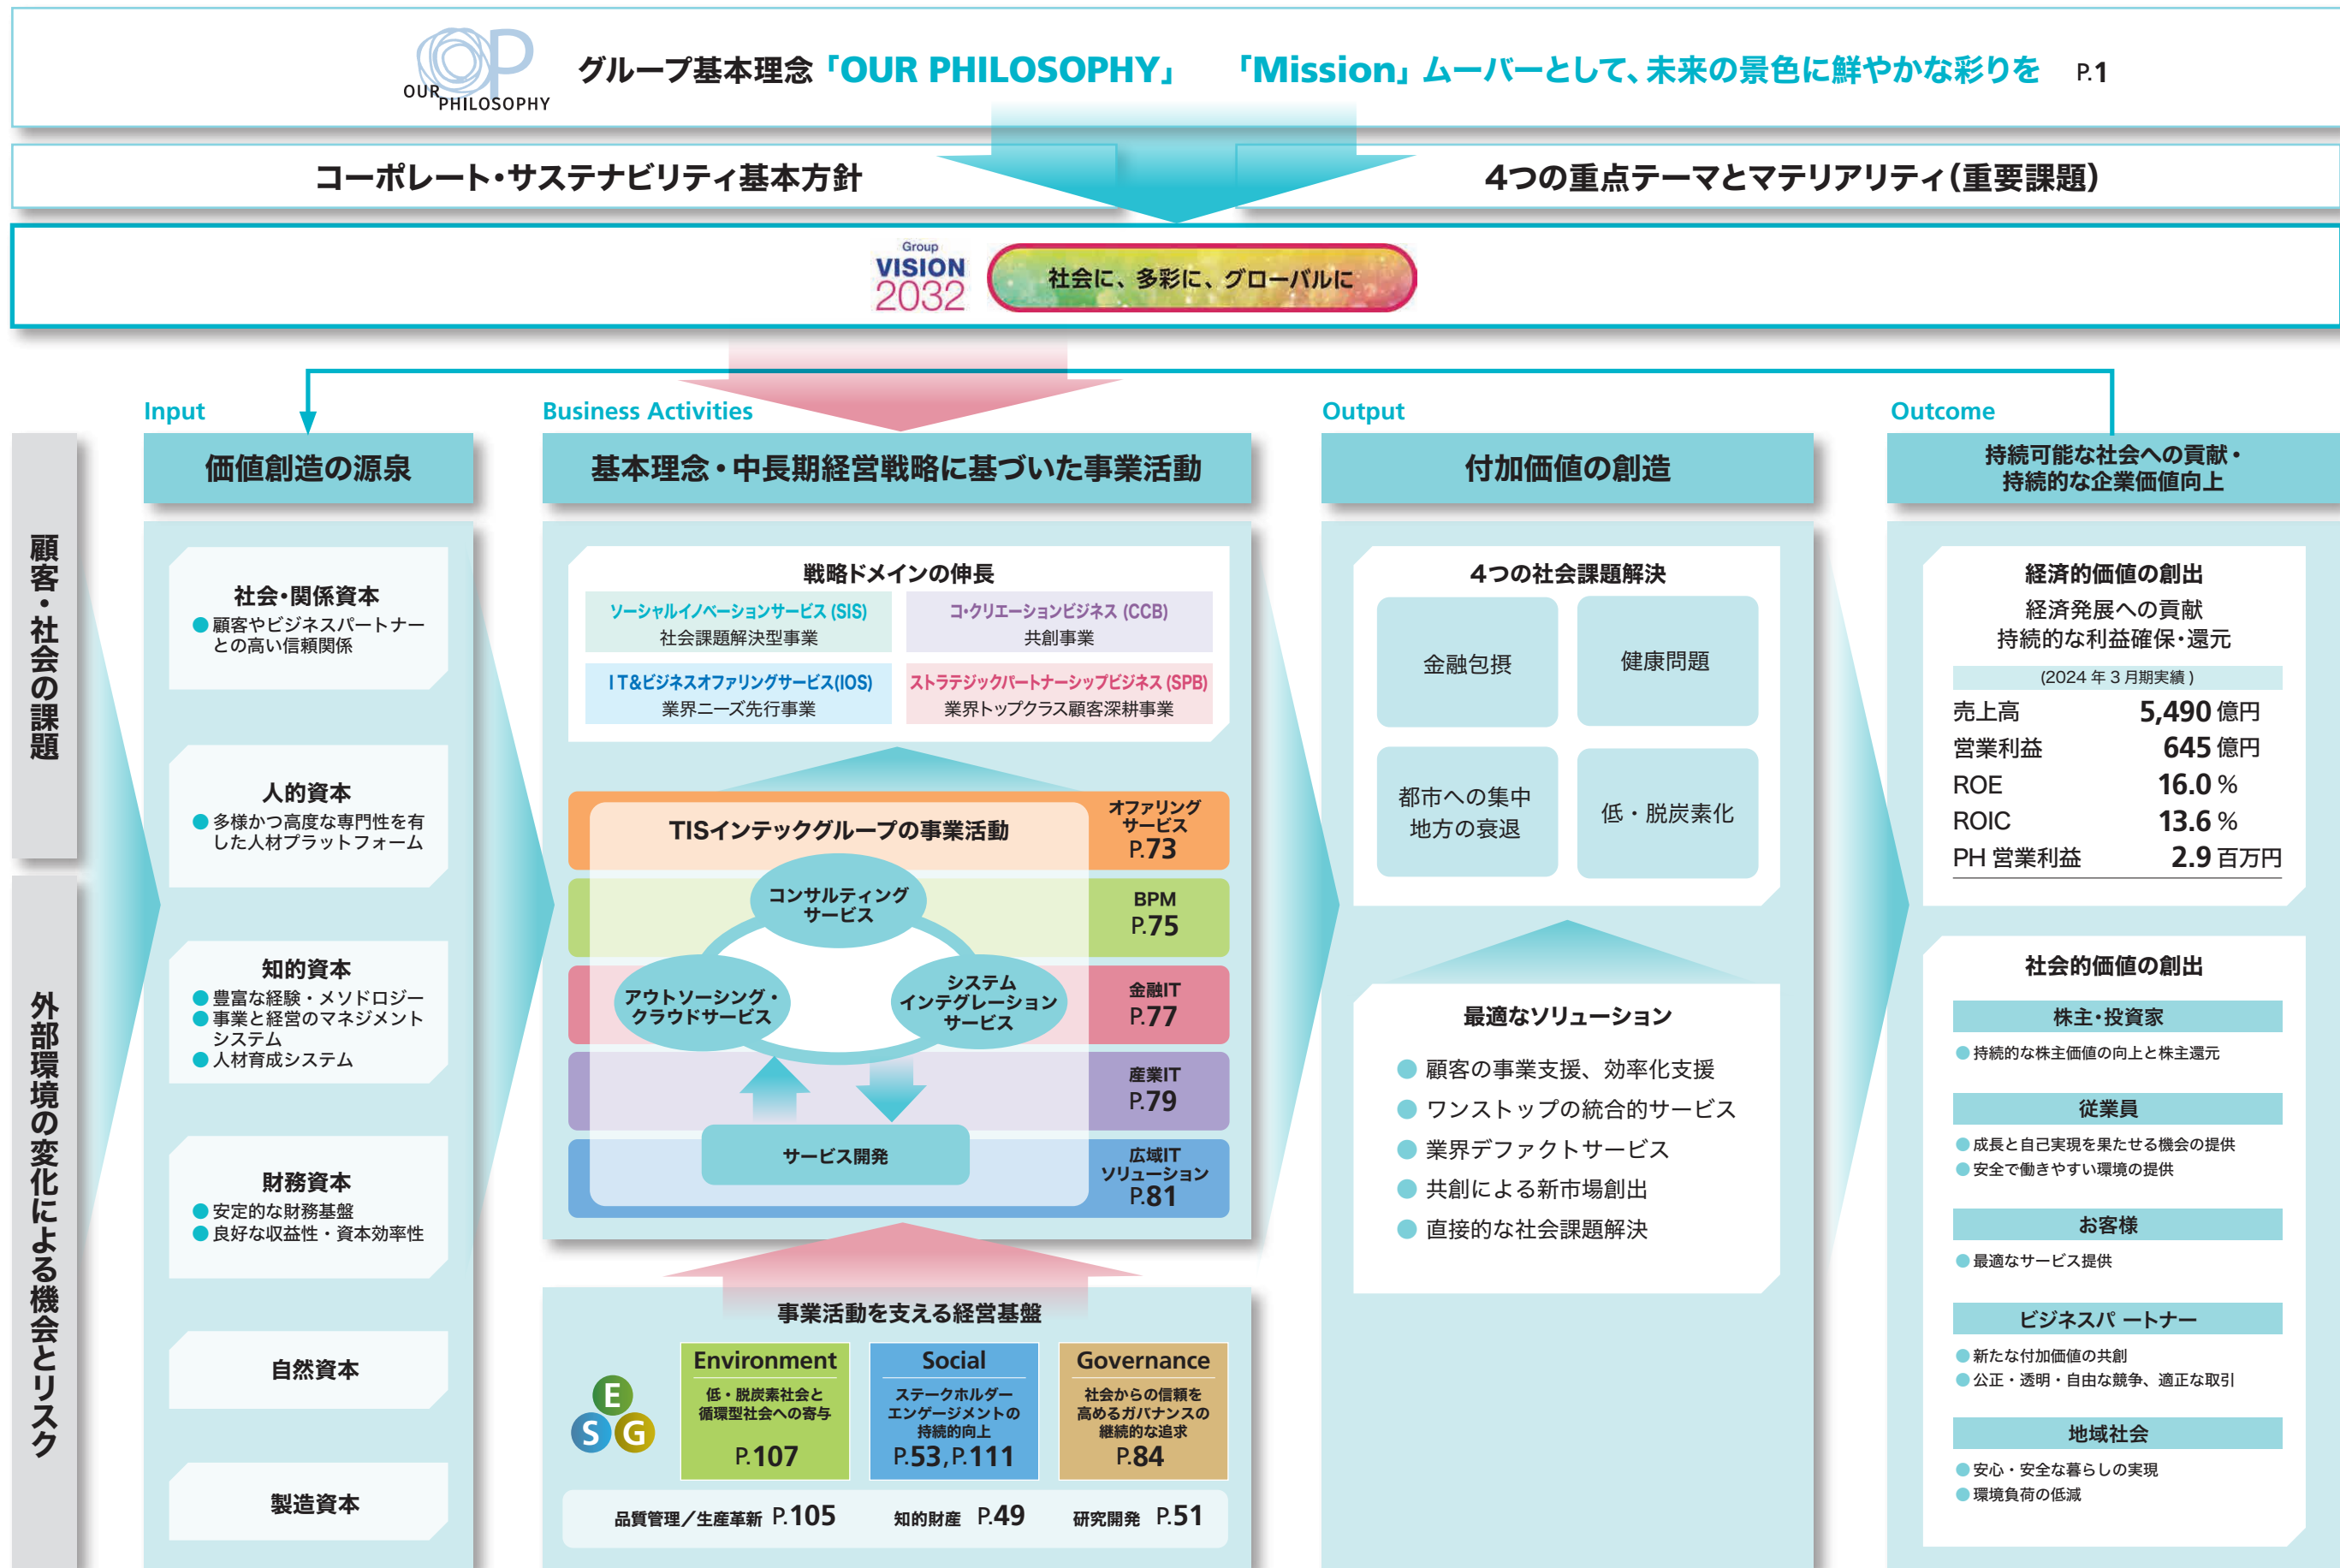 OUR PHILOSOPHY
グループ基本理念「OUR PHILOSOPHY」 「Mission」ムーバーとして、未来の景色に鮮やかな彩りを P.1
コーポレート・サステナビリティ基本方針
4つの重点テーマとマテリアリティ(重要課題)
Group
VISION
2032
社会に、多彩に、グローバルに
顧客・社会の課題
外部環境の変化による機会とリスク
Input
価値創造の源泉
社会・関係資本
●顧客やビジネスパートナー
との高い信頼関係
人的資本
●多様かつ高度な専門性を有
した人材プラットフォーム
知的資本
●豊富な経験・メソドロジー
●事業と経営のマネジメント
システム
●人材育成システム
財務資本
●安定的な財務基盤
●良好な収益性・資本効率性
自然資本
製造資本
Business Activities
基本理念・中長期経営戦略に基づいた事業活動
戦略ドメインの伸長
ソーシャルイノベーションサービス (SIS)
社会課題解決型事業
コ・クリエーションビジネス (CCB)
共創事業
IT&ビジネスオファリングサービス(IOS)
業界ニーズ先行事業
ストラテジックパートナーシップビジネス (SPB)
業界トップクラス顧客深耕事業
TISインテックグループの事業活動
コンサルティング
サービス
アウトソーシング・
クラウドサービス
システム
インテグレーション
サービス
サービス開発
オファリング
サービス
P.73
BPM
P.75
金融IT
P.77
産業IT
P.79
広域IT
ソリューション
P.81
事業活動を支える経営基盤
E
S G
Environment
低・脱炭素社会と
循環型社会への寄与
P.107
Social
ステークホルダー
エンゲージメントの
持続的向上
P.53,P.111
Governance
社会からの信頼を
高めるガバナンスの
継続的な追求
P.84
品質管理/生産革新 P.105 知的財産 P.49 研究開発 P.51
Output
付加価値の創造
4つの社会課題解決
金融包摂
健康問題
都市への集中
地方の衰退
低・脱炭素化
最適なソリューション
●顧客の事業支援、効率化支援
●ワンストップの統合的サービス
●業界デファクトサービス
●共創による新市場創出
●直接的な社会課題解決
Outcome
持続可能な社会への貢献・
持続的な企業価値向上
経済的価値の創出
経済発展への貢献
持続的な利益確保・還元
(2024 年 3 月期実績 )
売上高 5,490 億円
営業利益 645 億円
ROE 16.0 %
ROIC 13.6 %
PH 営業利益 2.9 百万円
社会的価値の創出
株主・投資家
●持続的な株主価値の向上と株主還元
従業員
●成長と自己実現を果たせる機会の提供
●安全で働きやすい環境の提供
お客様
●最適なサービス提供
ビジネスパ ートナー
●新たな付加価値の共創
●公正・透明・自由な競争、適正な取引
地域社会
●安心・安全な暮らしの実現
●環境負荷の低減